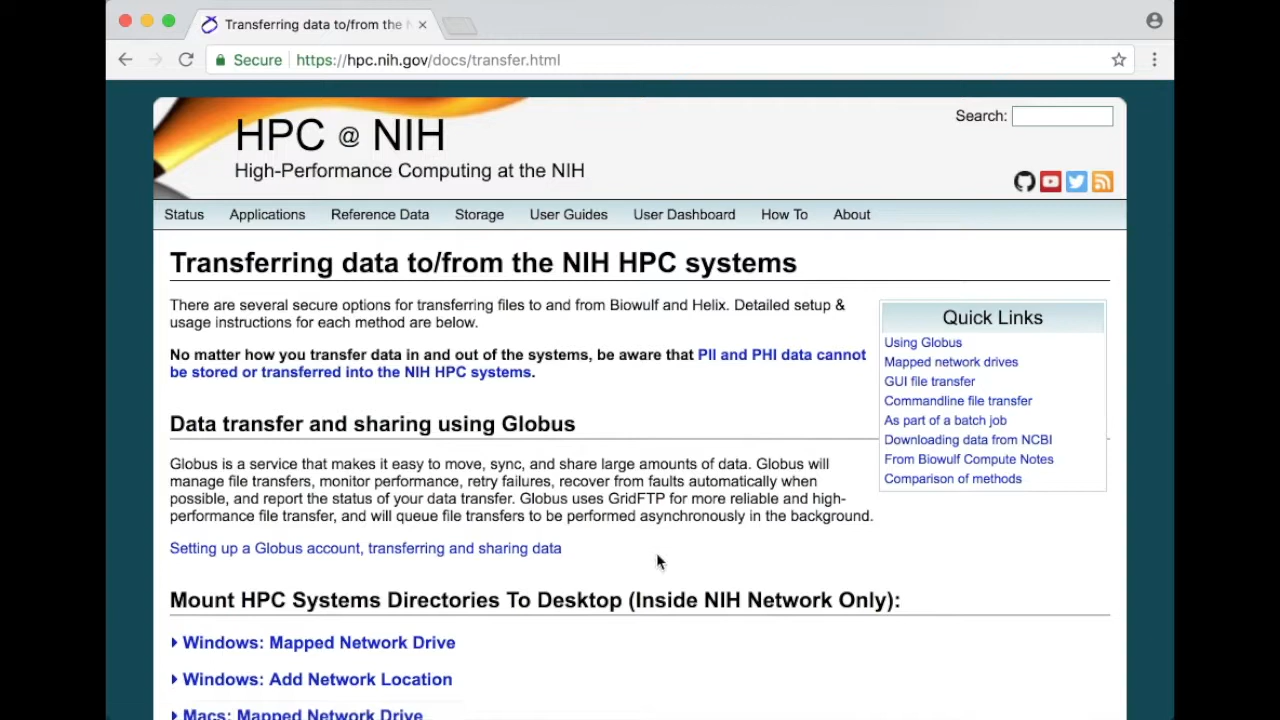 Transferring data to/from the N
Secure https://hpc.nih.gov/docs/transfer.html
HPC @ NIH
High-Performance Computing at the NIH
Search:
Status Applications Reference Data Storage User Guides User Dashboard How To About
Transferring data to/from the NIH HPC systems
There are several secure options for transferring files to and from Biowulf and Helix. Detailed setup &
usage instructions for each method are below.
No matter how you transfer data in and out of the systems, be aware that PII and PHI data cannot
be stored or transferred into the NIH HPC systems.
Quick Links
Using Globus
Mapped network drives
GUI file transfer
Commandline file transfer
As part of a batch job
Downloading data from NCBI
From Biowulf Compute Notes
Comparison of methods
Data transfer and sharing using Globus
Globus is a service that makes it easy to move, sync, and share large amounts of data. Globus will
manage file transfers, monitor performance, retry failures, recover from faults automatically when
possible, and report the status of your data transfer. Globus uses GridFTP for more reliable and high-
performance file transfer, and will queue file transfers to be performed asynchronously in the background.
Setting up a Globus account, transferring and sharing data
Mount HPC Systems Directories To Desktop (Inside NIH Network Only):
Windows: Mapped Network Drive
Windows: Add Network Location
Macs: Mapped Network Drive